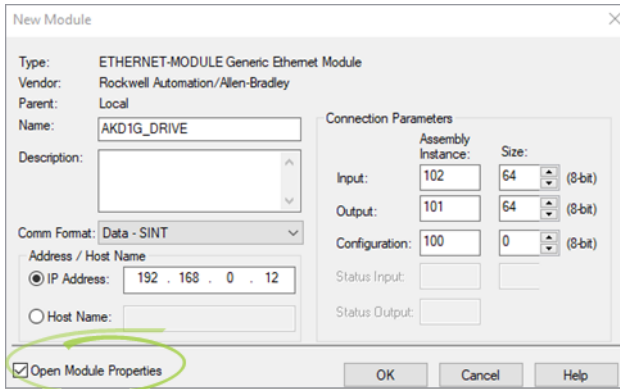 New Module
Type: ETHERNET-MODULE Generic Ethernet Module
Vendor: Rockwell Automation/Allen-Bradley
Parent: Local
Name: AKD1G_DRIVE
Description:
Comm Format: Data - SINT
Address / Host Name
IP Address: 192 . 168 . 0 . 12
Host Name:
Connection Parameters
Assembly
Instance: Size:
Input: 102 64 (8-bit)
Output: 101 64 (8-bit)
Configuration: 100 0 (8-bit)
Status Input:
Status Output:
Open Module Properties
OK Cancel Help